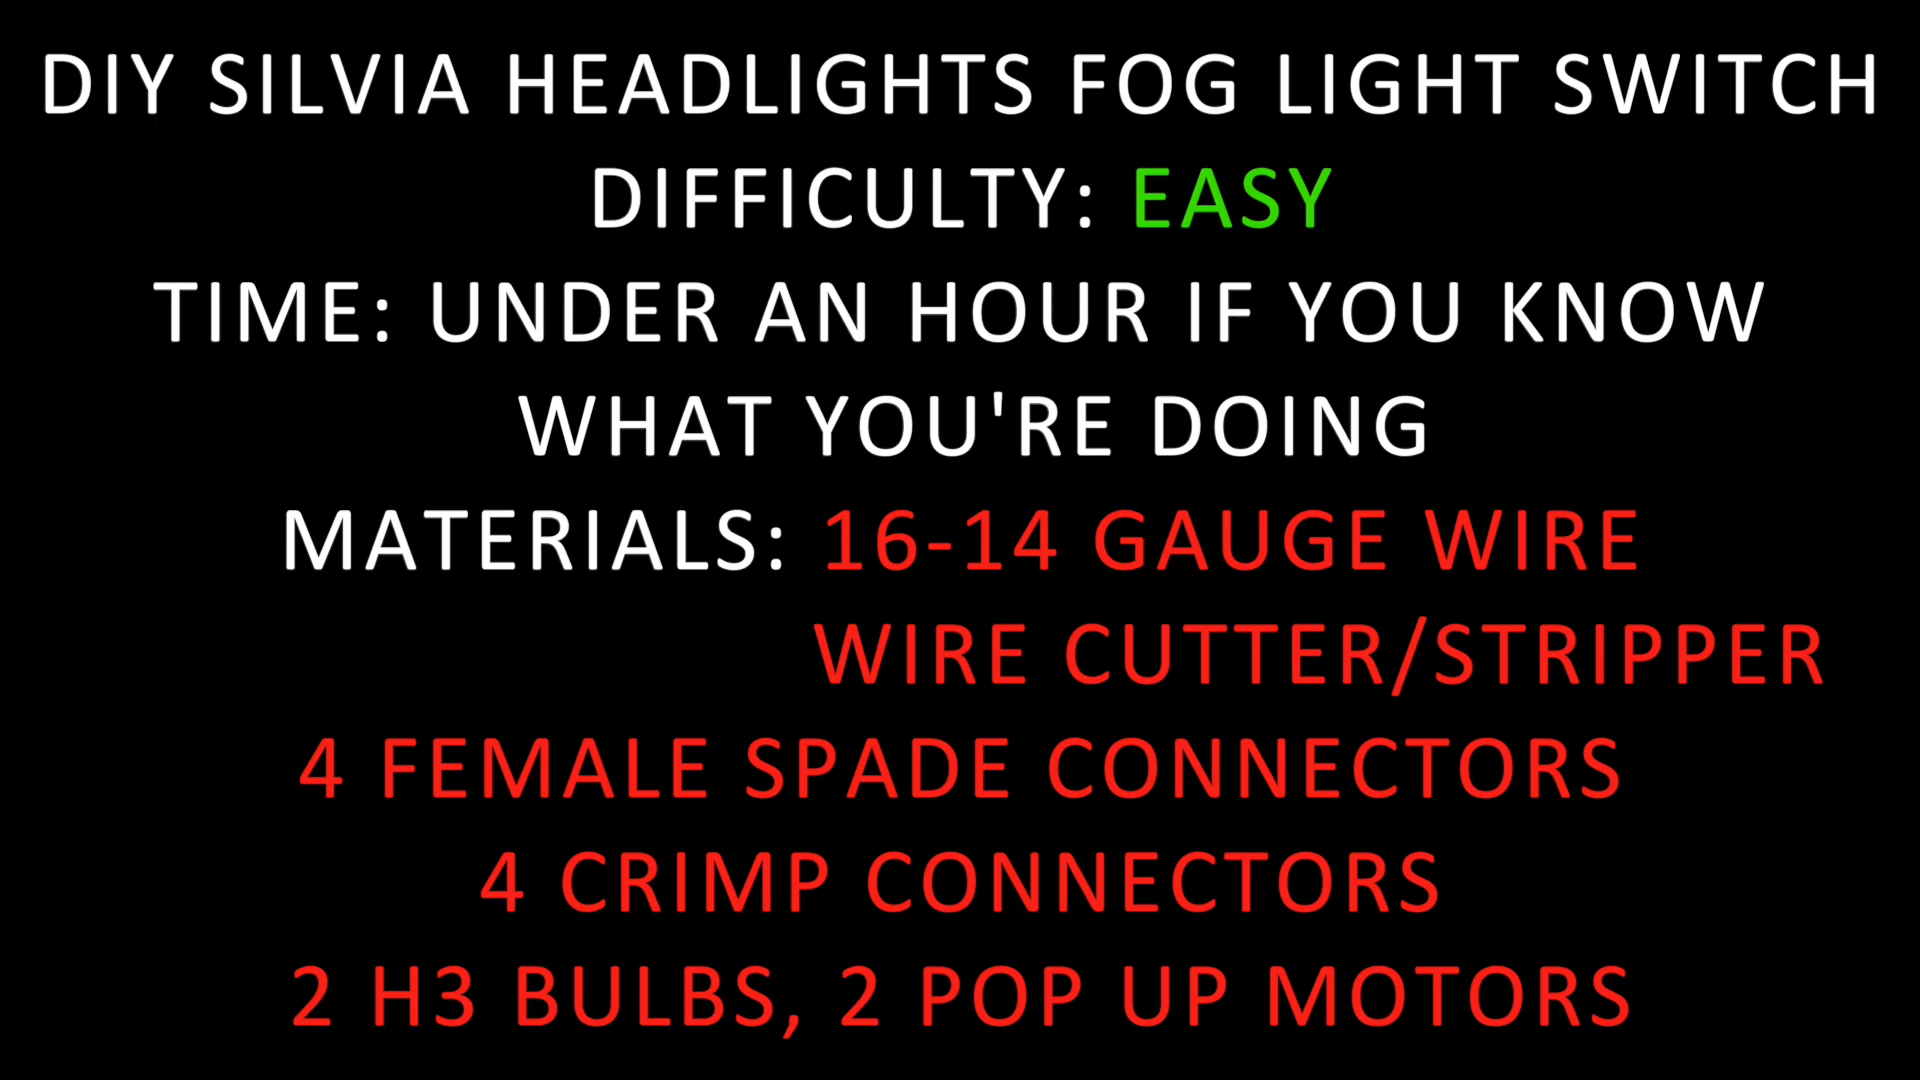 DIY SILVIA HEADLIGHTS FOG LIGHT SWITCH
DIFFICULTY: EASY
TIME: UNDER AN HOUR IF YOU KNOW
WHAT YOU'RE DOING
MATERIALS: 16-14 GAUGE WIRE
WIRE CUTTER/STRIPPER
4 FEMALE SPADE CONNECTORS
4 CRIMP CONNECTORS
2 H3 BULBS, 2 POP UP MOTORS